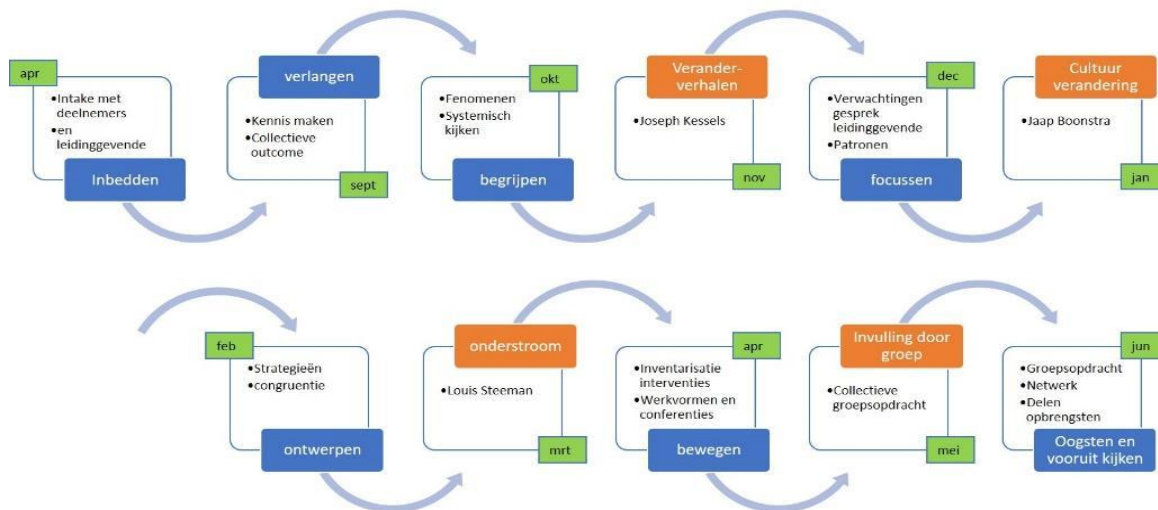 apr
•Intake met
deelnemers
•en
leidinggevende
Inbedden
verlangen
•Kennis maken
•Collectieve
outcome
sept
okt
•Fenomenen
•Systemisch
kijken
begrijpen
Verander-
verhalen
•Joseph Kessels
nov
dec
•Verwachtingen
gesprek
leidinggevende
•Patronen
focussen
Cultuur
verandering
•Jaap Boonstra
jan
feb
•Strategieën
•congruentie
ontwerpen
onderstroom
•Louis Steeman
mrt
apr
•Inventarisatie
interventies
•Werkvormen en
conferenties
bewegen
Invulling door
groep
•Collectieve
groepsopdracht
mei
jun
•Groepsopdracht
•Netwerk
•Delen
opbrengsten
Oogsten en
vooruit kijken